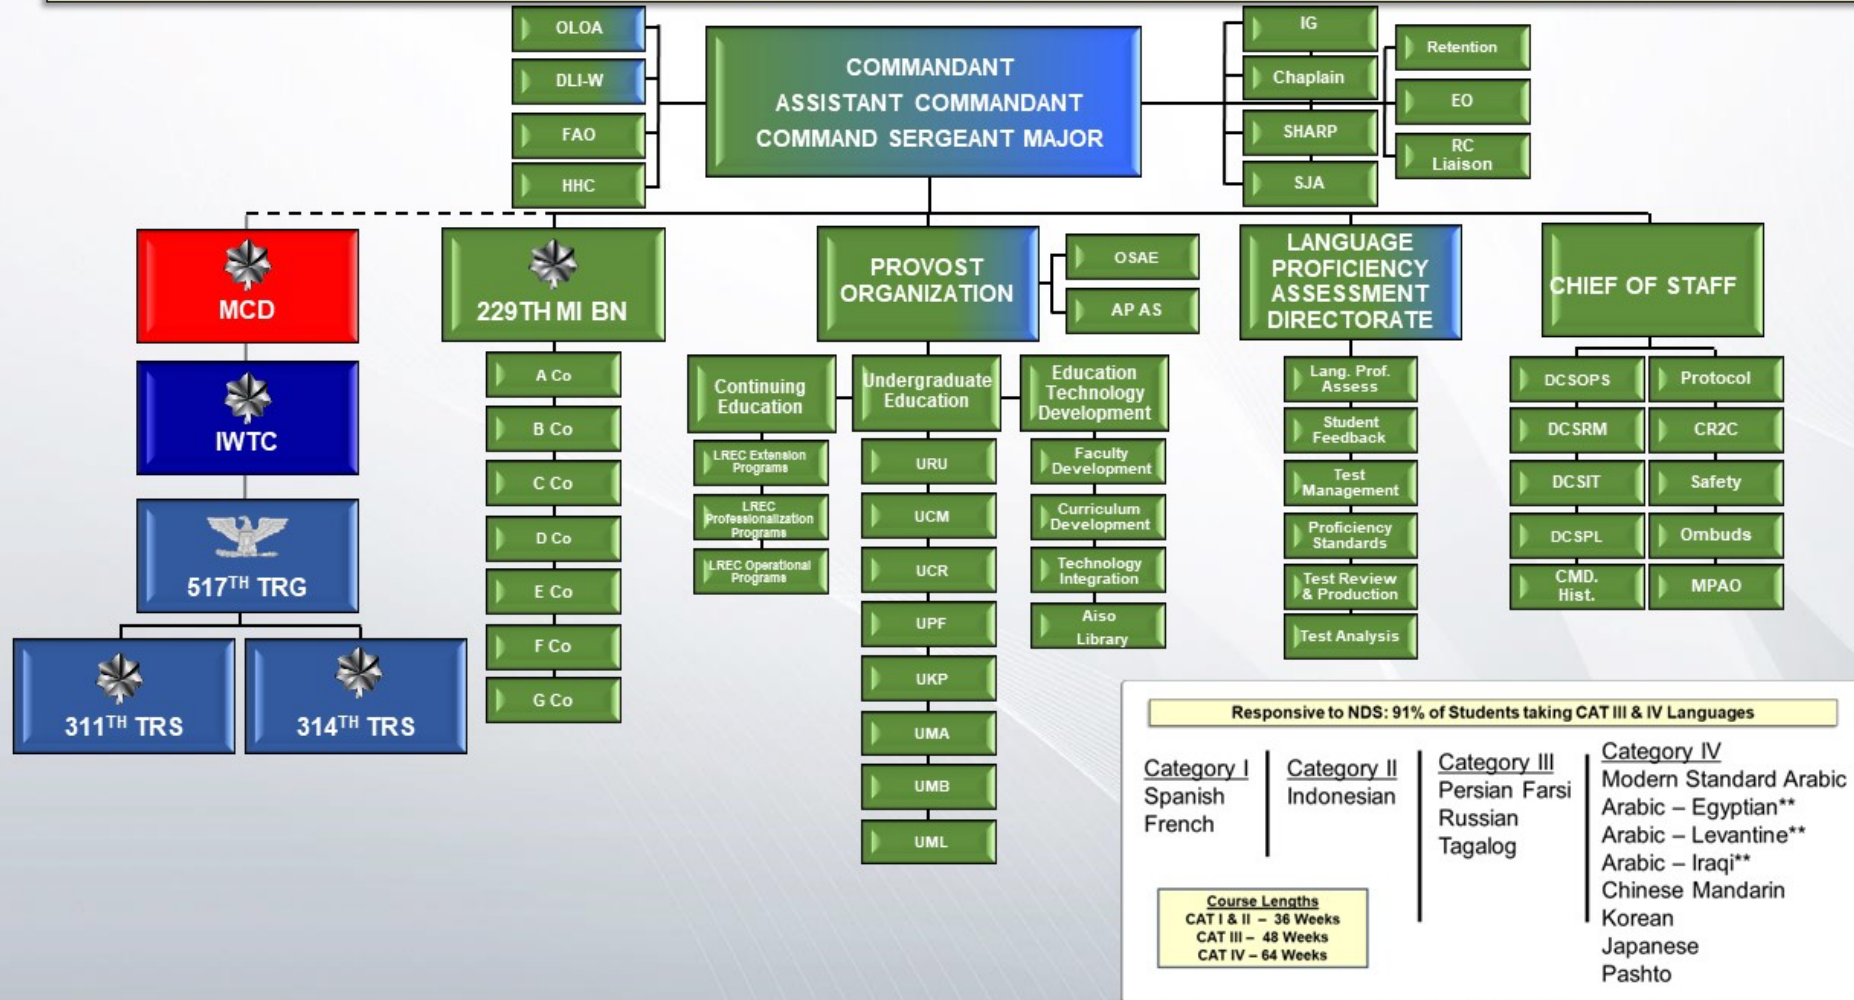 OLOA
DLI-W
FAO
HHC
COMMANDANT
ASSISTANT COMMANDANT
COMMAND SERGEANT MAJOR
IG
Chaplain
SHARP
SJA
Retention
EO
RC
Liaison
MCD
IWTC
517TH TRG
311TH TRS
314TH TRS
229TH MI BN
A Co
B Co
C Co
D Co
E Co
F Co
G Co
PROVOST
ORGANIZATION
OSAE
AP AS
Continuing
Education
LREC Extension
Programs
LREC
Professionalization
Programs
LREC Operational
Programs
Undergraduate
Education
URU
UCM
UCR
UPF
UKP
UMA
UMB
UML
Education
Technology
Development
Faculty
Development
Curriculum
Development
Technology
Integration
Aiso
Library
LANGUAGE
PROFICIENCY
ASSESSMENT
DIRECTORATE
Lang. Prof.
Assess
Student
Feedback
Test
Management
Proficiency
Standards
Test Review
& Production
Test Analysis
CHIEF OF STAFF
DCSOPS
DCSRM
DCSIT
DCSPL
CMD.
Hist.
Protocol
CR2C
Safety
Ombuds
MPAO
Responsive to NDS: 91% of Students taking CAT III & IV Languages
Category I
Spanish
French
Category II
Indonesian
Category III
Persian Farsi
Russian
Tagalog
Category IV
Modern Standard Arabic
Arabic – Egyptian**
Arabic – Levantine**
Arabic – Iraqi**
Chinese Mandarin
Korean
Japanese
Pashto
Course Lengths
CAT I & II – 36 Weeks
CAT III – 48 Weeks
CAT IV – 64 Weeks